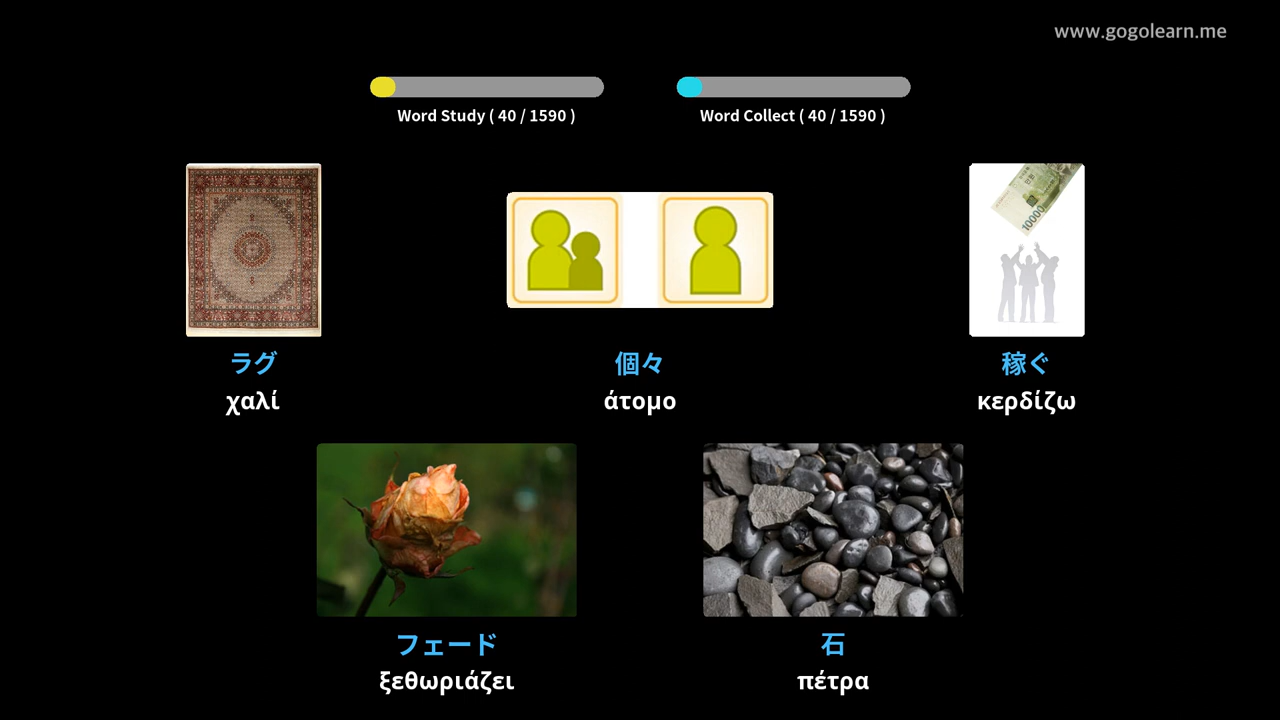 www.gogolearn.me
Word Study ( 40 / 1590 )
Word Collect ( 40 / 1590 )
10000
ラグ
χαλί
個々
άτομο
稼ぐ
κερδίζω
フェード
ξεθωριάζει
石
πέτρα